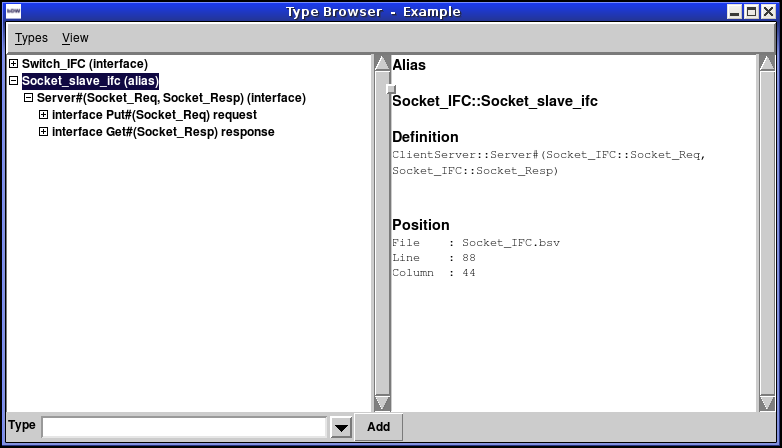 Type Browser - Example
Types View
Switch_IFC (interface)
Socket_slave_ifc (alias)
Server#(Socket_Req, Socket_Resp) (interface)
interface Put#(Socket_Req) request
interface Get#(Socket_Resp) response
Alias
Socket_IFC::Socket_slave_ifc
Definition
ClientServer::Server#(Socket_IFC::Socket_Req,
Socket_IFC::Socket_Resp)
Position
File : Socket_IFC.bsv
Line : 88
Column : 44
Type Add